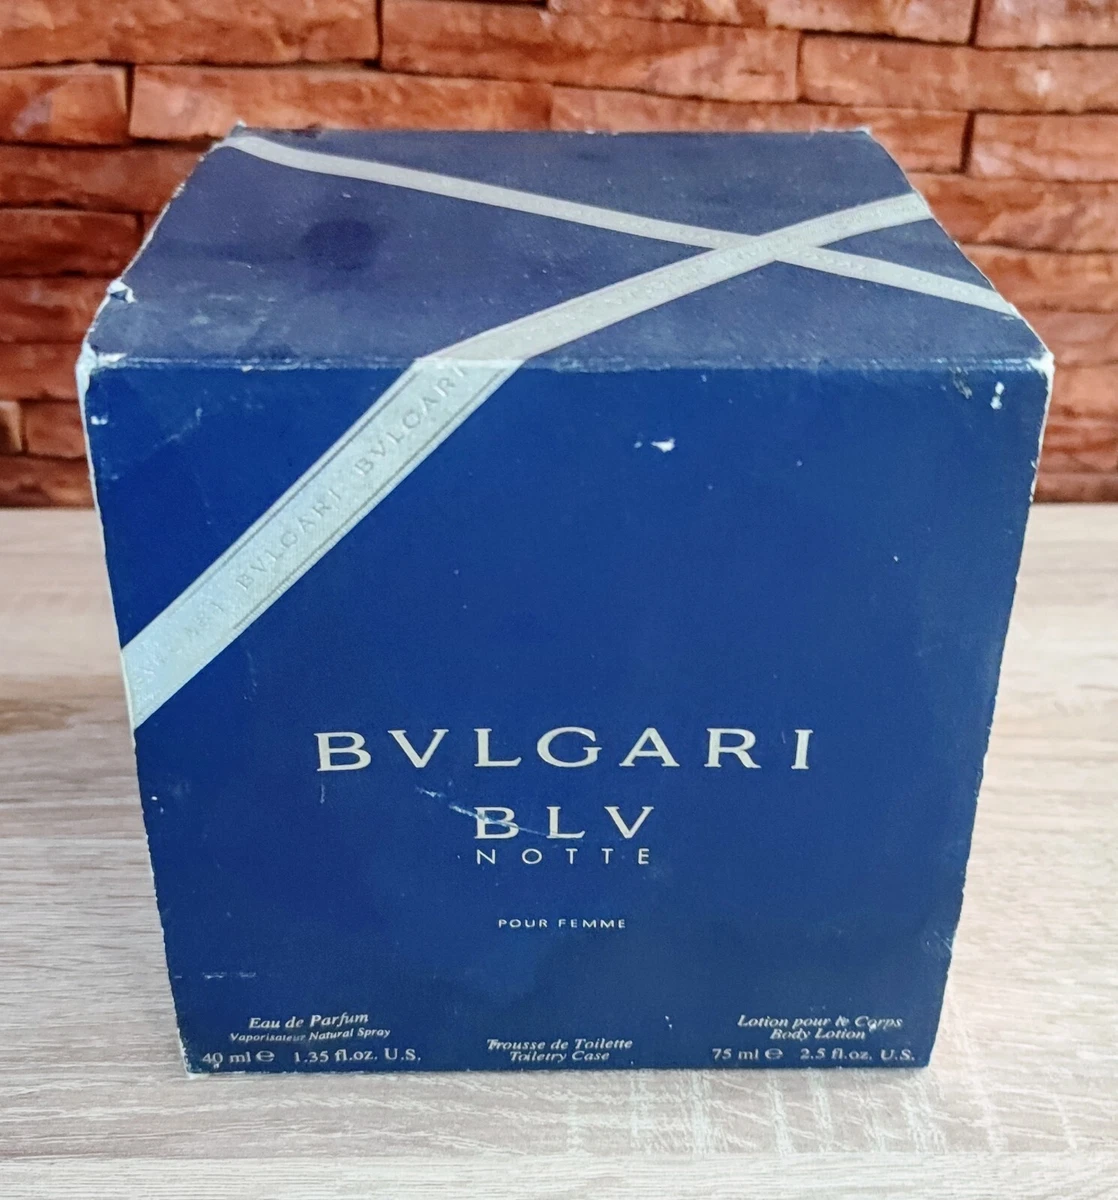 BVLGARI BVLGARI
BVLGARI
BLV
NOTTE
POUR FEMME
Eau de Parfum
Vaporisateur Natural Spray
40 ml e 1.35 fl.oz. U.S.
Trousse de Toilette
Toiletry Case
Lotion pour le Corps
Body Lotion
75 ml e 2.5 fl.oz. U.S.